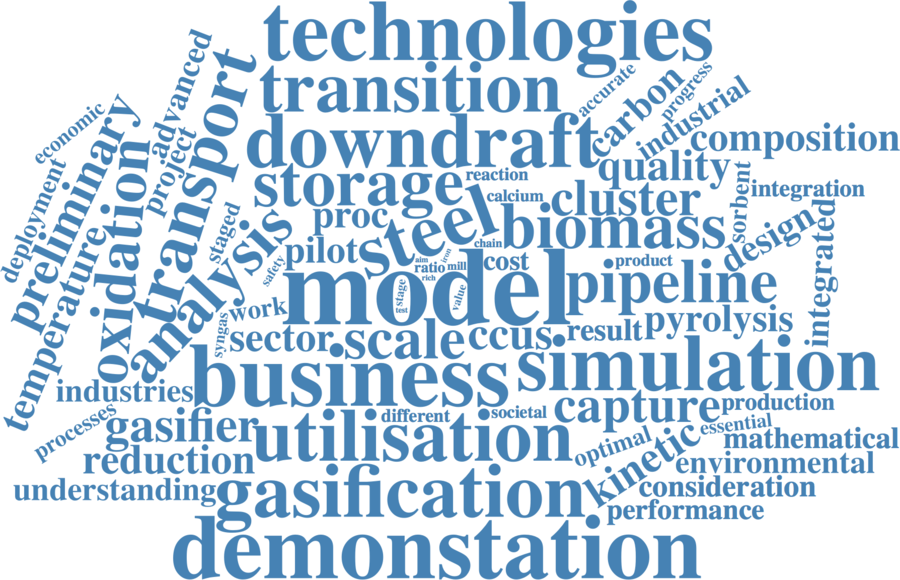 technologies
transition
downdraft
storage
reaction
calcium
accurate
carbon
progress
industrial
composition
quality
cluster
sorbent
integration
biomass
design
integrated
economic
advanced
project
transport
deployment
preliminary
temperature
oxidation
staged
analysis
safety
proc
pilot
steel
chain
aim
ratio
iron
mill
rich
cost
product
stage
test
value
model
pipeline
syngas
work
sector
scale
ccus
result
pyrolysis
industries
business
simulation
processes
gasifier
utilisation
different
societal
capture
production
optimal
kinetic
essential
mathematical
reduction
environmental
understanding
gasification
consideration
performance
demonstation